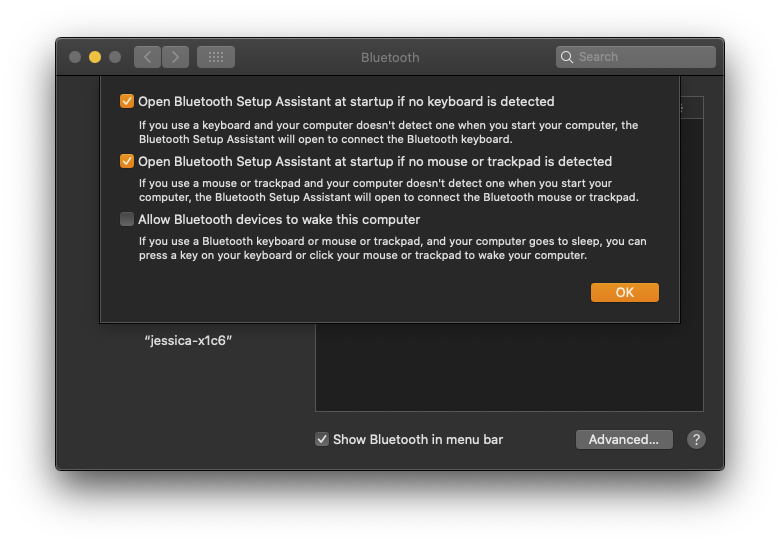 Bluetooth
Search
Open Bluetooth Setup Assistant at startup if no keyboard is detected
If you use a keyboard and your computer doesn't detect one when you start your computer, the
Bluetooth Setup Assistant will open to connect the Bluetooth keyboard.
Open Bluetooth Setup Assistant at startup if no mouse or trackpad is detected
If you use a mouse or trackpad and your computer doesn't detect one when you start your
computer, the Bluetooth Setup Assistant will open to connect the Bluetooth mouse or trackpad.
Allow Bluetooth devices to wake this computer
If you use a Bluetooth keyboard or mouse or trackpad, and your computer goes to sleep, you can
press a key on your keyboard or click your mouse or trackpad to wake your computer.
OK
“jessica-x1c6”
Show Bluetooth in menu bar
Advanced...
?